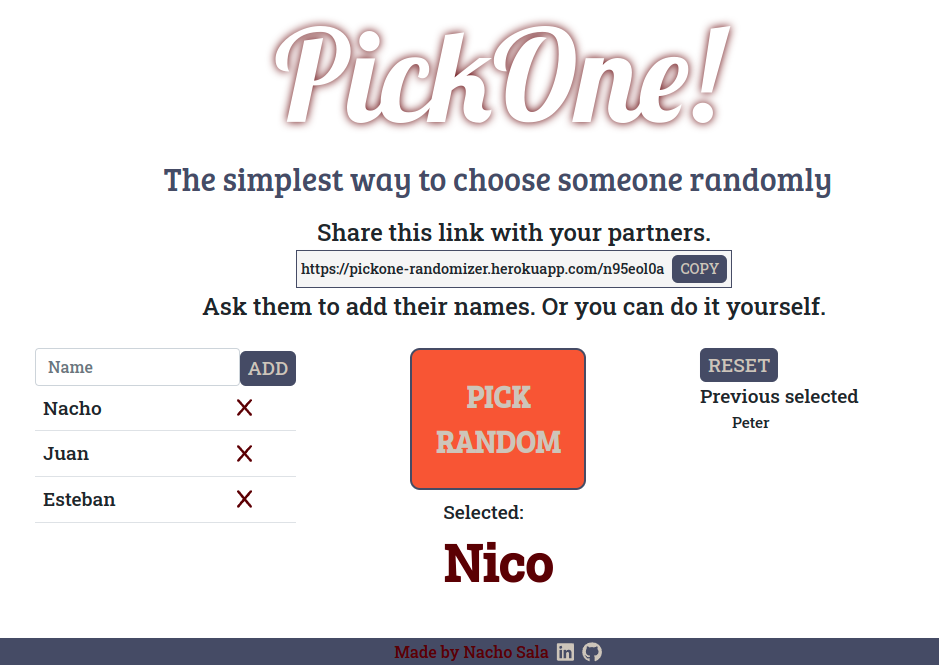 PickOne!
The simplest way to choose someone randomly
Share this link with your partners.
https://pickone-randomizer.herokuapp.com/n95eol0a COPY
Ask them to add their names. Or you can do it yourself.
Name ADD
Nacho X
Juan X
Esteban X
PICK
RANDOM
Selected:
Nico
RESET
Previous selected
Peter
Made by Nacho Sala in